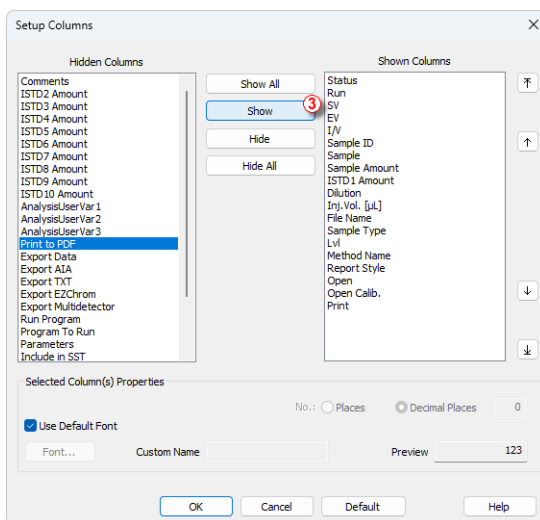 Setup Columns
Hidden Columns
Shown Columns
Comments
ISTD2 Amount
ISTD3 Amount
ISTD4 Amount
ISTD5 Amount
ISTD6 Amount
ISTD7 Amount
ISTD8 Amount
ISTD9 Amount
ISTD10 Amount
AnalysisUserVar1
AnalysisUserVar2
AnalysisUserVar3
Print to PDF
Export Data
Export AIA
Export TXT
Export EZChrom
Export Multidetector
Run Program
Program To Run
Parameters
Include in SST
Show All
Show
3
Hide
Hide All
Status
Run
SV
EV
I/V
Sample ID
Sample
Sample Amount
ISTD1 Amount
Dilution
Inj.Vol. [µL]
File Name
Sample Type
Lvl
Method Name
Report Style
Open
Open Calib.
Print
Selected Column(s) Properties
No.: Places Decimal Places 0
Use Default Font
Font... Custom Name Preview 123
OK Cancel Default Help